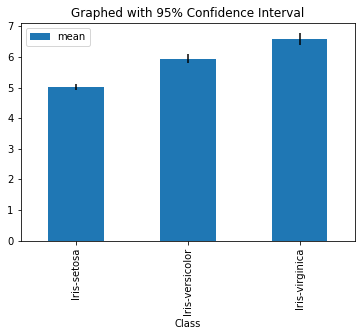 Graphed with 95% Confidence Interval
mean
7
6
5
4
3
2
1
0
Iris-setosa
Iris-versicolor
Iris-virginica
Class